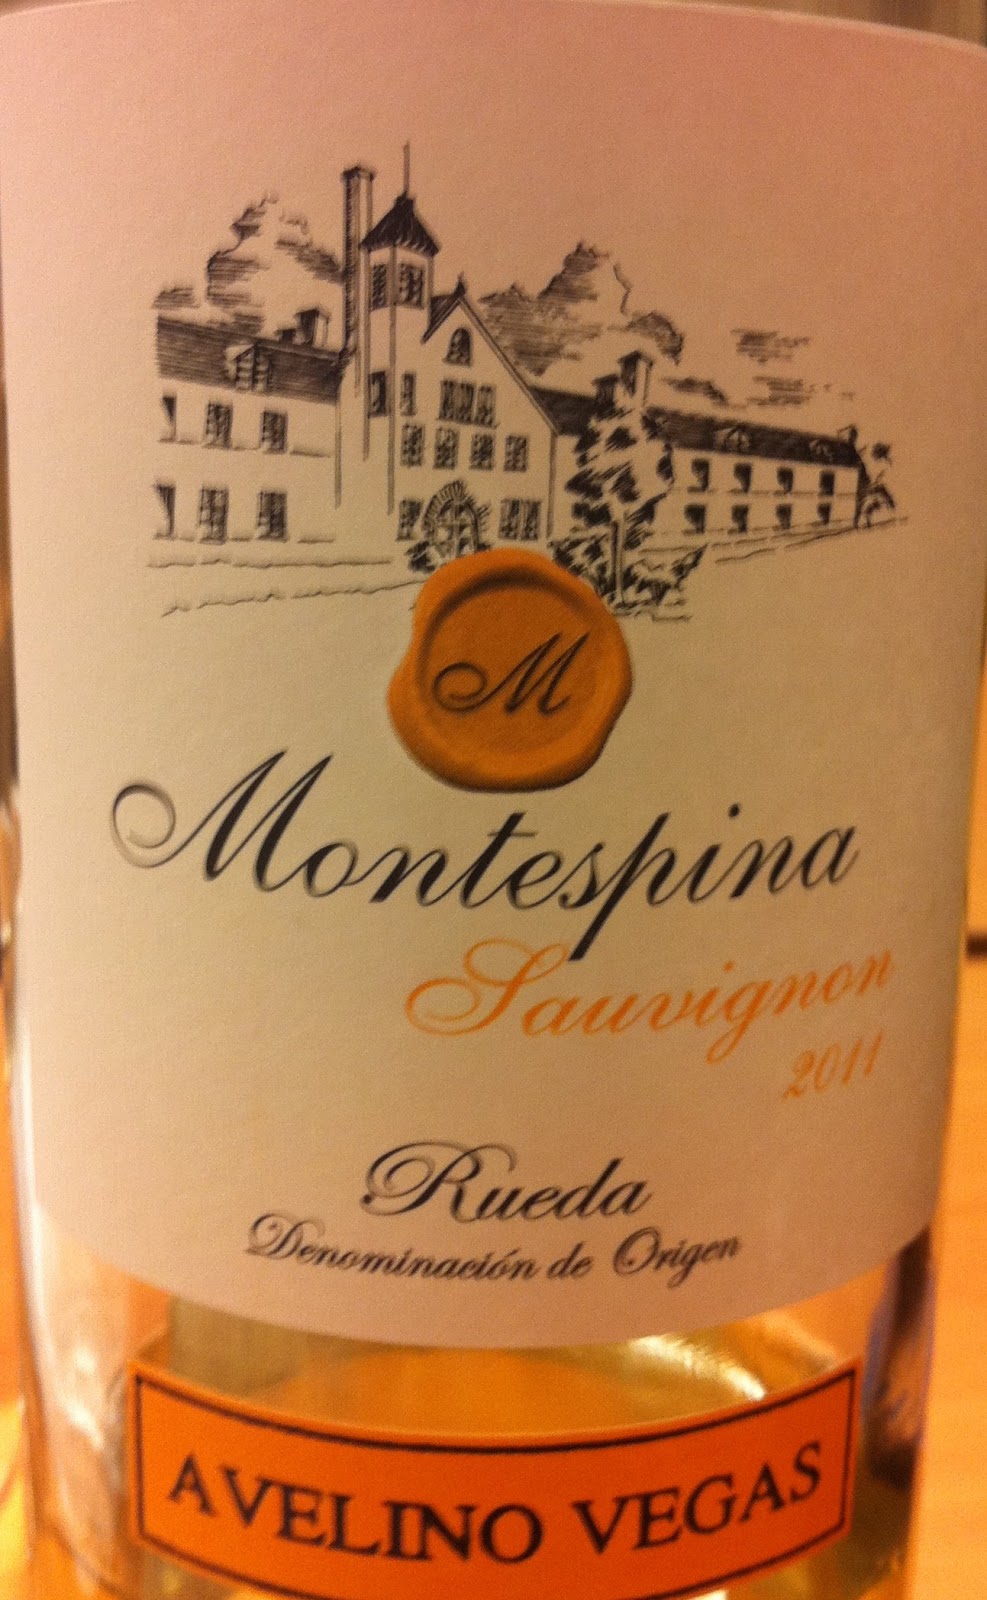 M
Montespina
Sauvignon
2011
Rueda
Denominación de Origen
AVELINO VEGAS